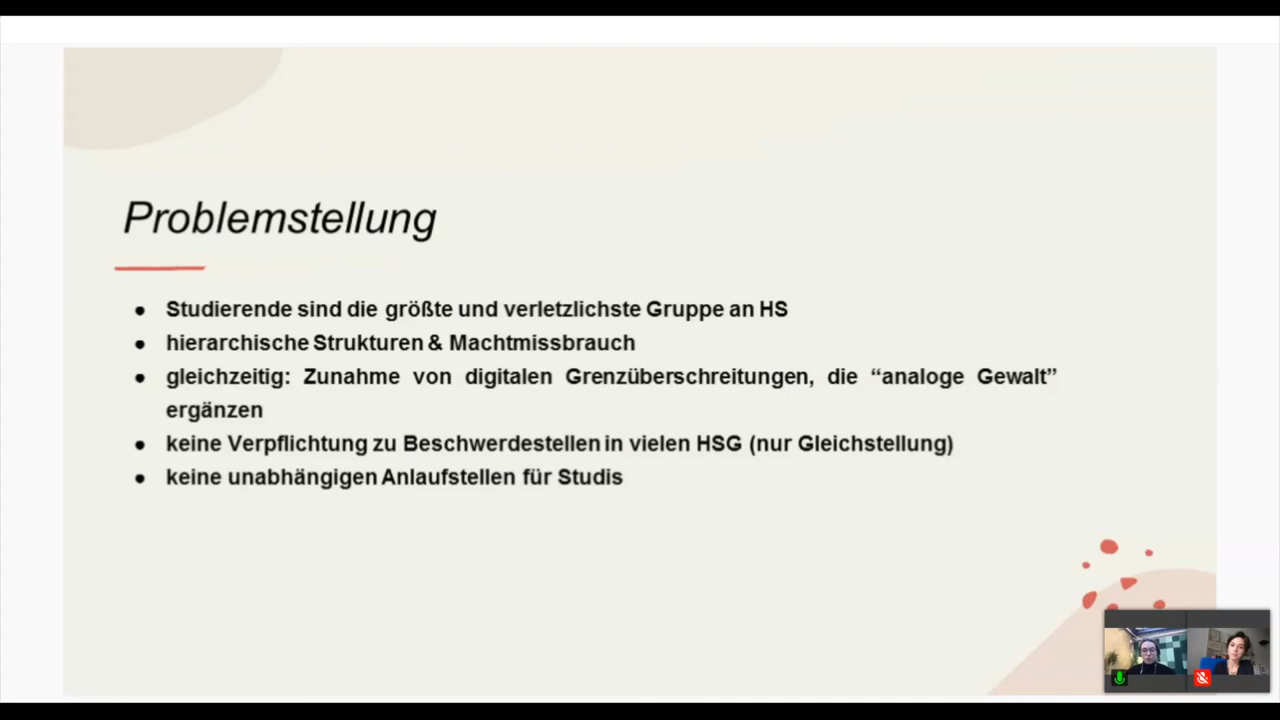 Problemstellung
● Studierende sind die größte und verletzlichste Gruppe an HS
● hierarchische Strukturen & Machtmissbrauch
● gleichzeitig: Zunahme von digitalen Grenzüberschreitungen, die “analoge Gewalt”
ergänzen
● keine Verpflichtung zu Beschwerdestellen in vielen HSG (nur Gleichstellung)
● keine unabhängigen Anlaufstellen für Studis